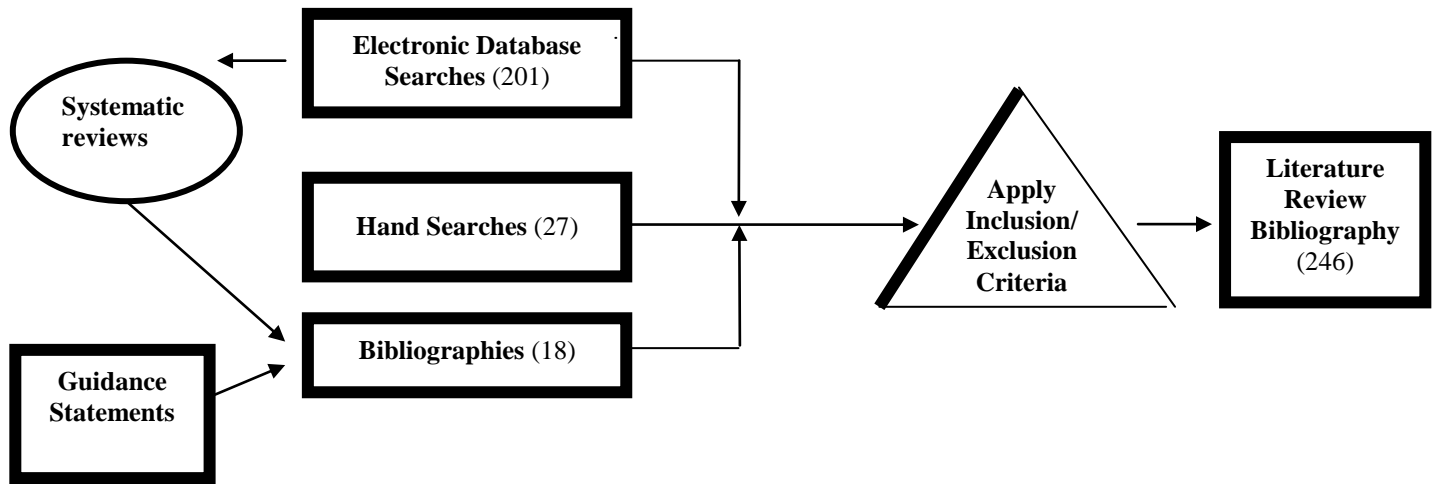 Electronic Database
Searches (201)
Systematic
reviews
Hand Searches (27)
Bibliographies (18)
Guidance
Statements
Apply
Inclusion/
Exclusion
Criteria
Literature
Review
Bibliography
(246)